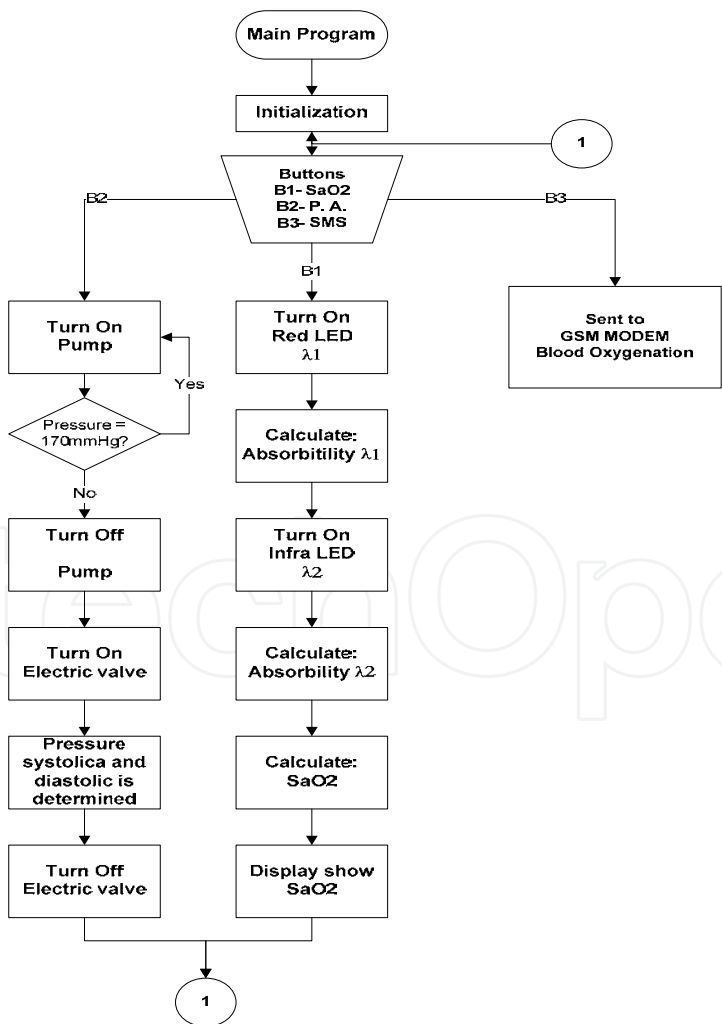 Main Program
Initialization
1
Buttons
B1- SaO2
B2- P. A.
B3- SMS
B2
B3
B1
Turn On
Pump
Yes
Pressure =
170mmHg?
No
Turn Off
Pump
Turn On
Electric valve
Pressure
systolica and
diastolic is
determined
Turn Off
Electric valve
Turn On
Red LED
λ1
Calculate:
Absorbitility λ1
Turn On
Infra LED
λ2
Calculate:
Absorbility λ2
Calculate:
SaO2
Display show
SaO2
Sent to
GSM MODEM
Blood Oxygenation
1